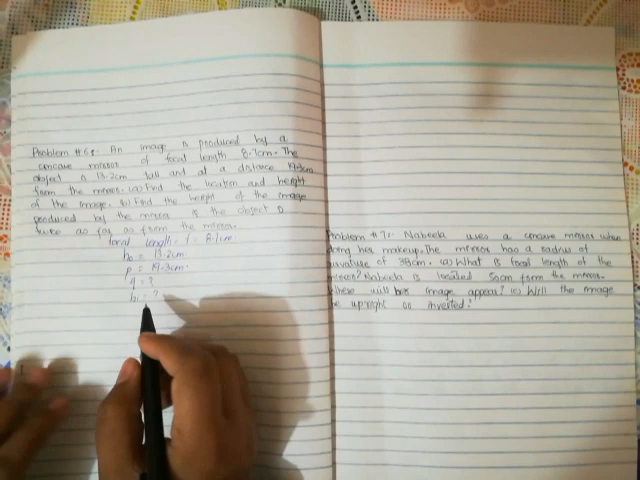 Problem # 6: An image is produced by a
concave mirror of focal length 8.7cm. The
object is 13.2cm tall and at a distance 19.3cm
from the mirror. (a) Find the location and height
of the image. (b) Find the height of the image
produced by the mirror if the object is
twice as far from the mirror.
focal length, f = 8.7cm
ho = 13.2cm
p = 19.3cm
q = ?
hi = ?
Problem # 7: Nabeela uses a concave mirror when
doing her makeup. The mirror has a radius of
curvature of 38cm. (a) What is focal length of the
mirror? Nabeela is located 50cm from the mirror.
Where will her image appear? (c) Will the image
be upright or inverted?